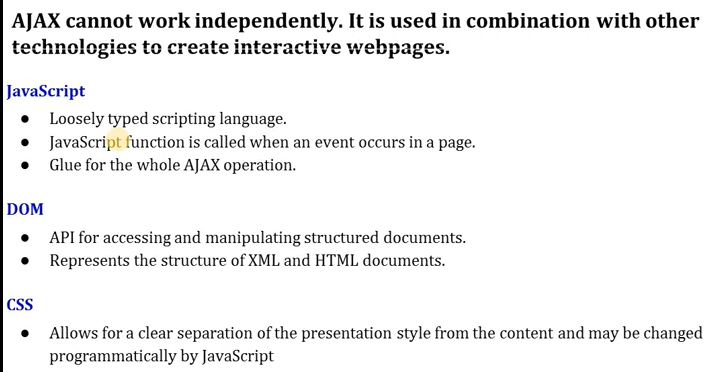 AJAX cannot work independently. It is used in combination with other
technologies to create interactive webpages.
JavaScript
● Loosely typed scripting language.
● JavaScript function is called when an event occurs in a page.
● Glue for the whole AJAX operation.
DOM
● API for accessing and manipulating structured documents.
● Represents the structure of XML and HTML documents.
CSS
● Allows for a clear separation of the presentation style from the content and may be changed
programmatically by JavaScript